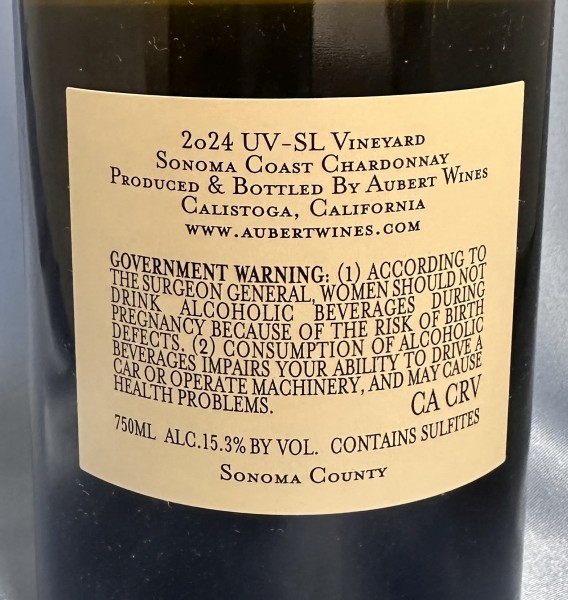 2024 UV-SL Vineyard
Sonoma Coast Chardonnay
Produced & Bottled By Aubert Wines
Calistoga, California
www.aubertwines.com
GOVERNMENT WARNING: (1) ACCORDING TO
THE SURGEON GENERAL, WOMEN SHOULD NOT
DRINK ALCOHOLIC BEVERAGES DURING
PREGNANCY BECAUSE OF THE RISK OF BIRTH
DEFECTS. (2) CONSUMPTION OF ALCOHOLIC
BEVERAGES IMPAIRS YOUR ABILITY TO DRIVE A
CAR OR OPERATE MACHINERY, AND MAY CAUSE
HEALTH PROBLEMS.
CA CRV
750ML ALC.15.3% BY VOL. CONTAINS SULFITES
Sonoma County